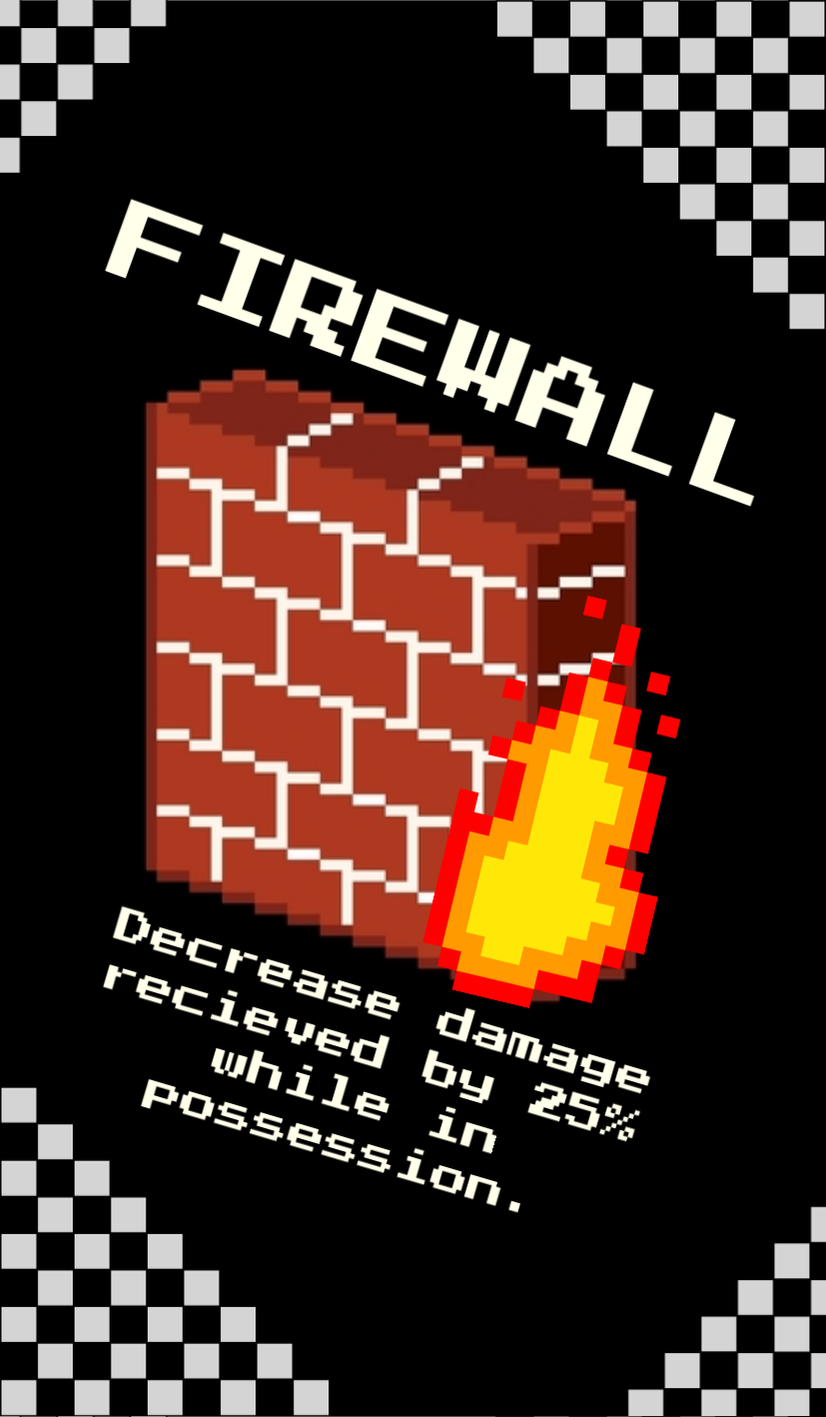 FIREWALL
Decrease damage
recieved by 25%
while in
possession.